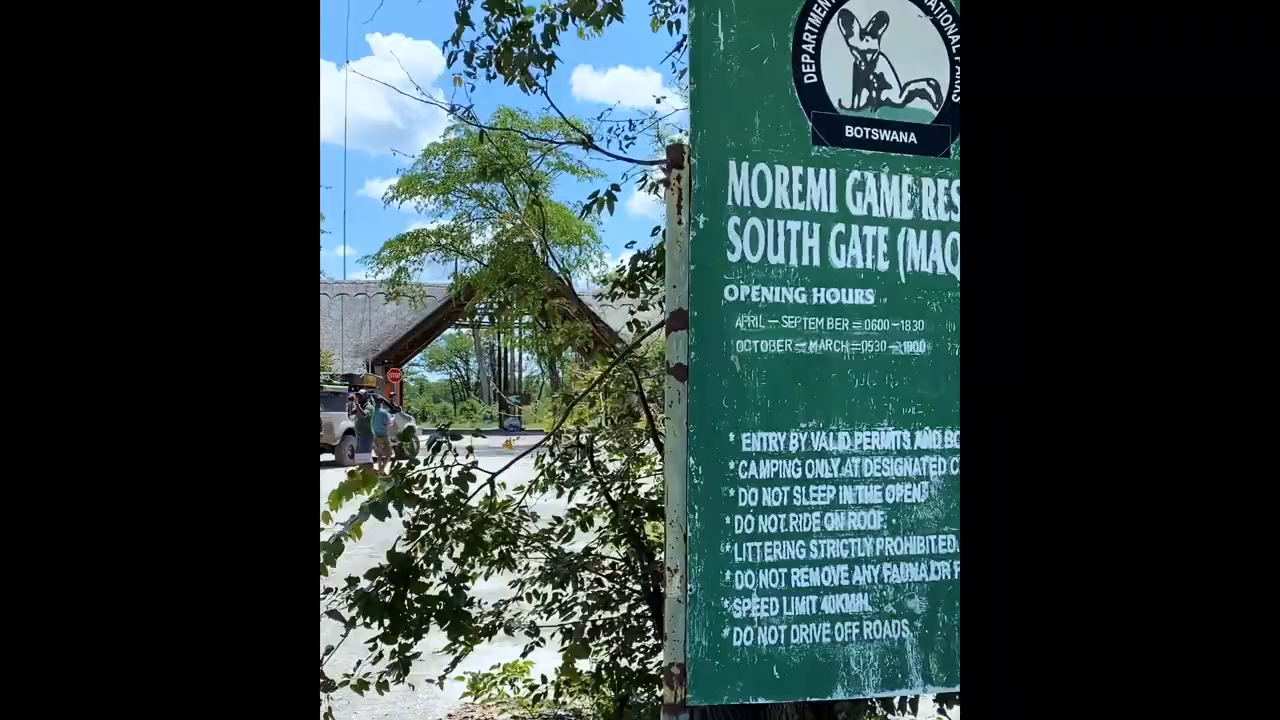 DEPARTMENT
NATIONAL PARKS
BOTSWANA
MOREMI GAME RES
SOUTH GATE (MAQ
OPENING HOURS
APRIL – SEPTEMBER = 0600 – 1830
OCTOBER – MARCH = 0530 – 1900
* ENTRY BY VALID PERMITS AND BO
* CAMPING ONLY AT DESIGNATED C
* DO NOT SLEEP IN THE OPEN
* DO NOT RIDE ON ROOF.
* LITTERING STRICTLY PROHIBITED.
* DO NOT REMOVE ANY FAUNA OR F
* SPEED LIMIT 40KM/H.
* DO NOT DRIVE OFF ROADS.
STOP